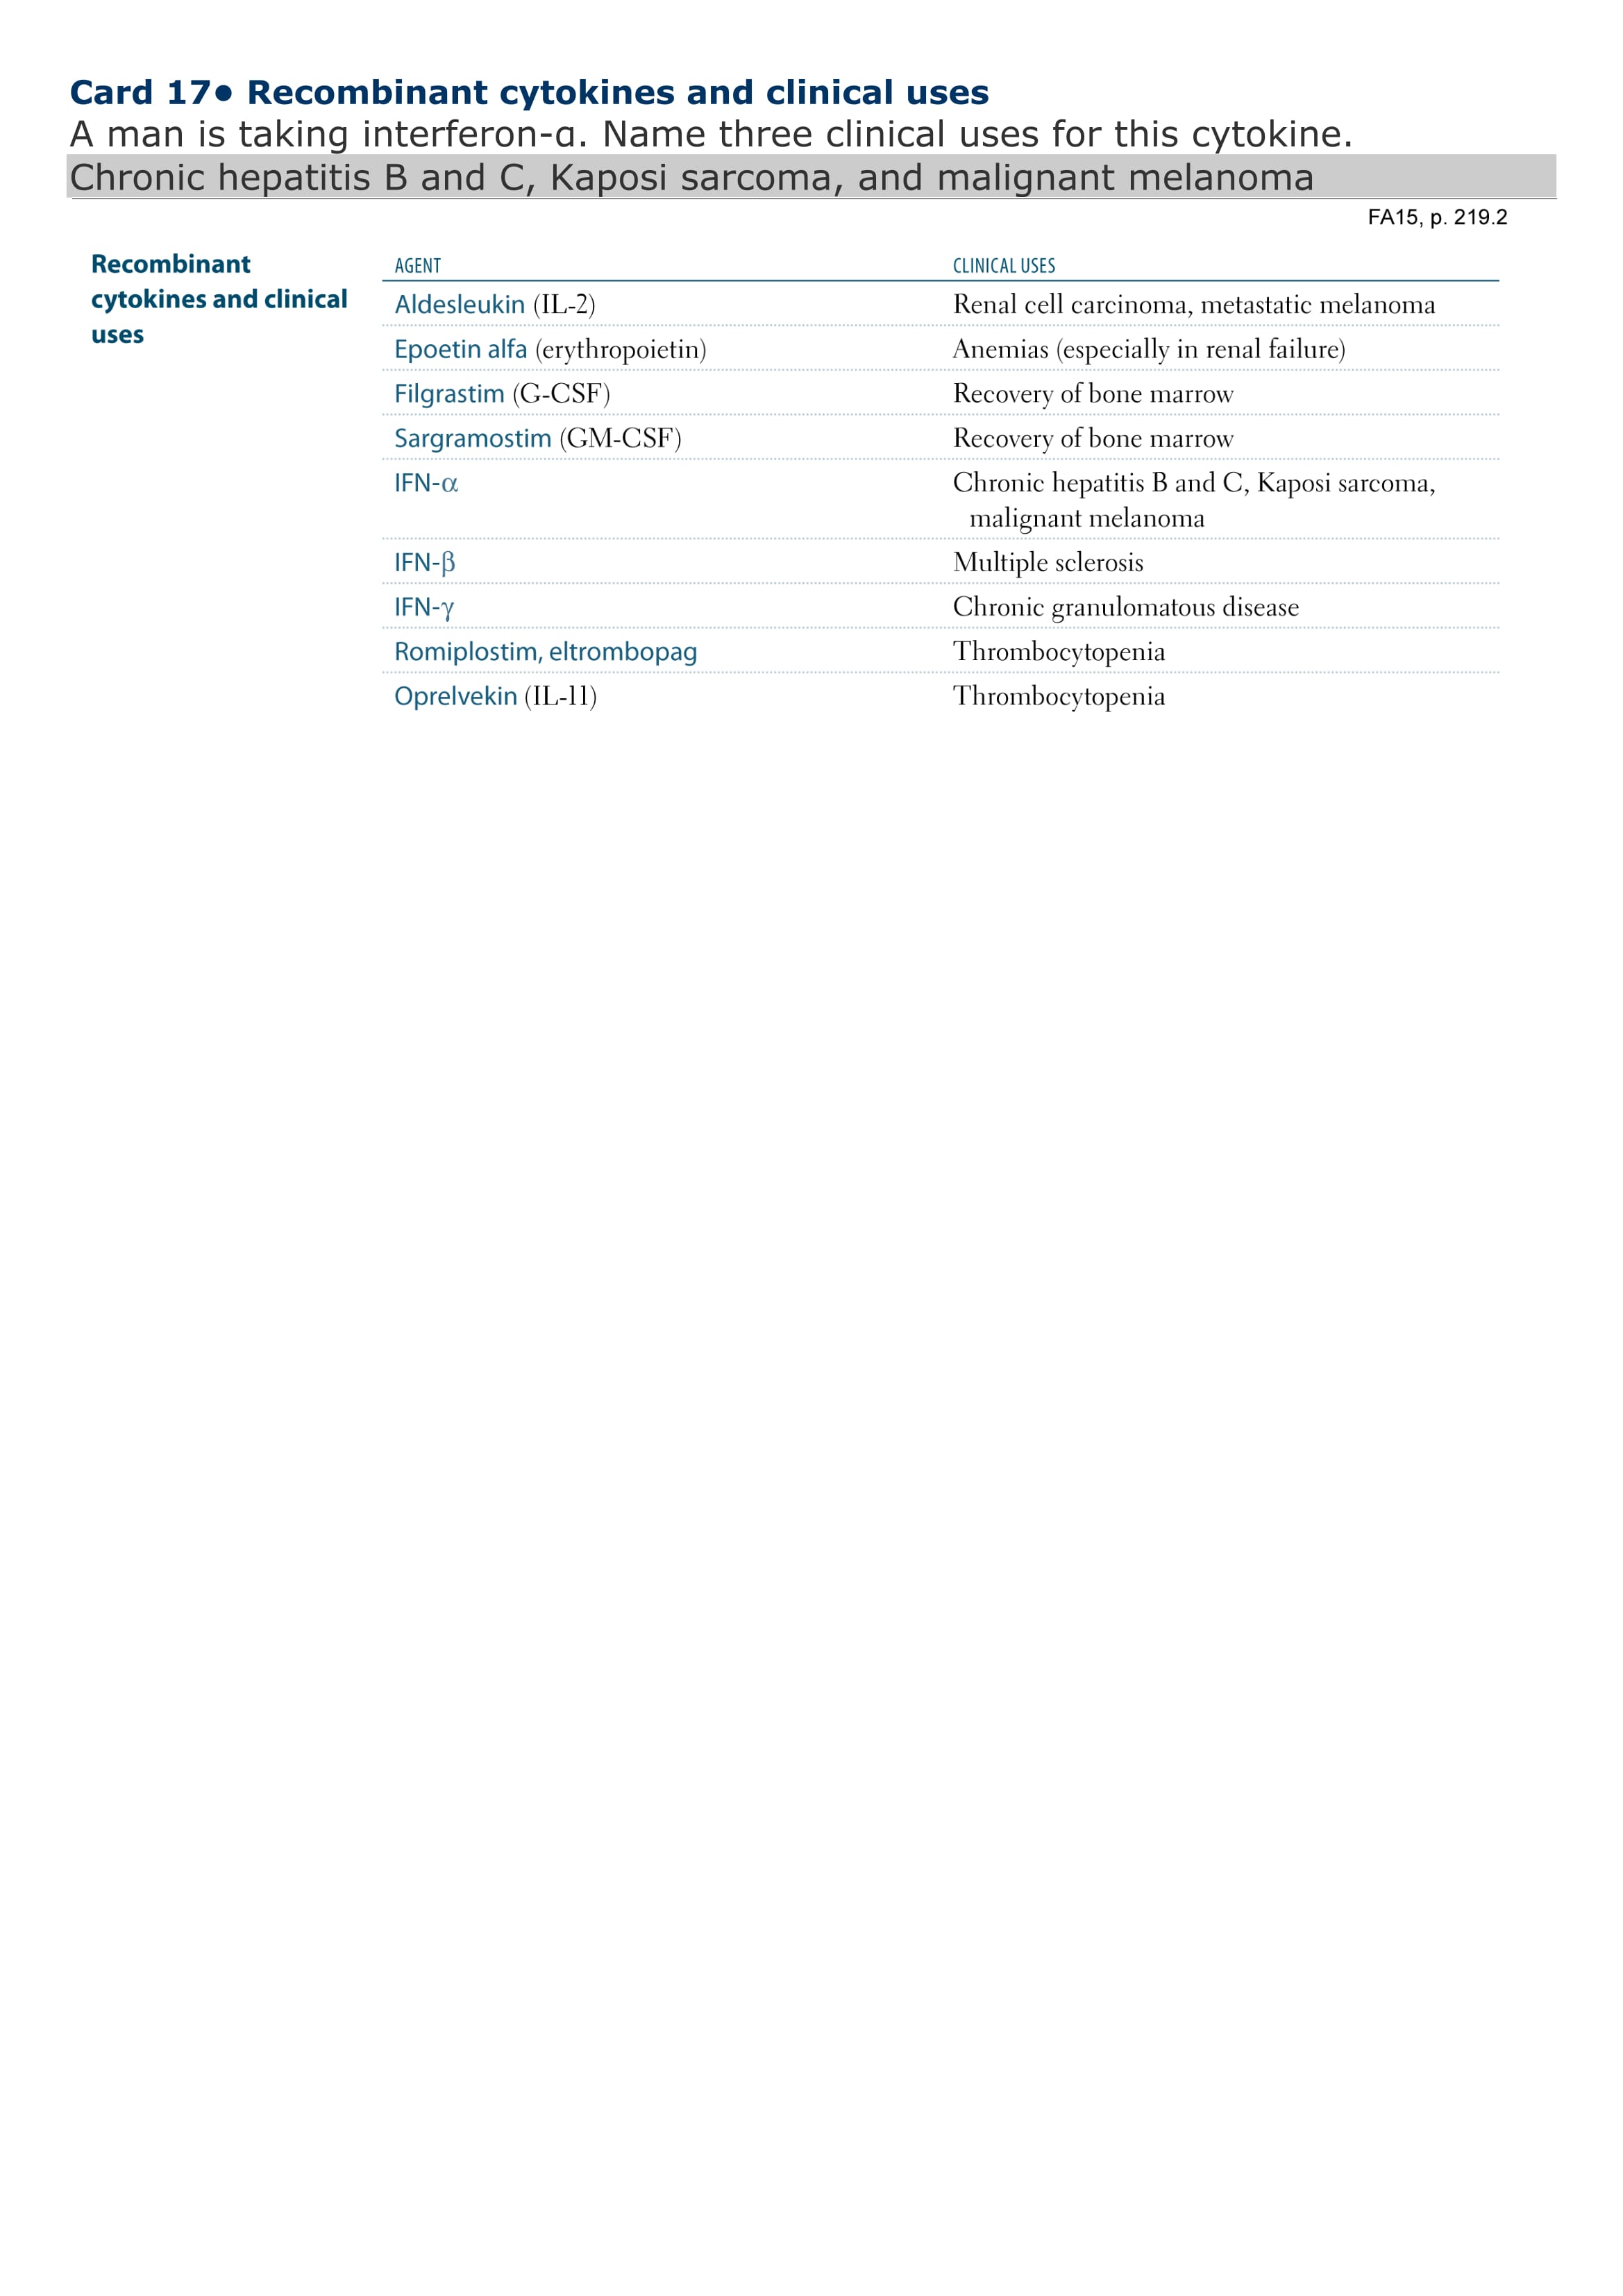 Card 17• Recombinant cytokines and clinical uses
A man is taking interferon-α. Name three clinical uses for this cytokine.
Chronic hepatitis B and C, Kaposi sarcoma, and malignant melanoma
FA15, p. 219.2
Recombinant
cytokines and clinical
uses
AGENT CLINICAL USES
Aldesleukin (IL-2) Renal cell carcinoma, metastatic melanoma
Epoetin alfa (erythropoietin) Anemias (especially in renal failure)
Filgrastim (G-CSF) Recovery of bone marrow
Sargramostim (GM-CSF) Recovery of bone marrow
IFN-α Chronic hepatitis B and C, Kaposi sarcoma,
malignant melanoma
IFN-β Multiple sclerosis
IFN-γ Chronic granulomatous disease
Romiplostim, eltrombopag Thrombocytopenia
Oprelvekin (IL-11) Thrombocytopenia